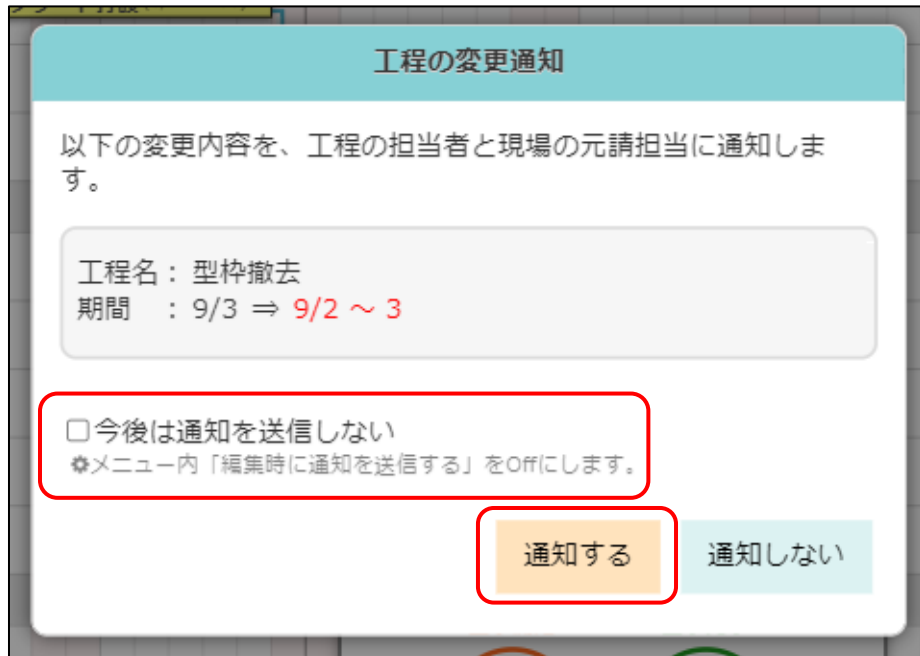 工程の変更通知
以下の変更内容を、工程の担当者と現場の元請担当に通知しま
す。
工程名： 型枠撤去
期間　： 9/3 ⇒ 9/2 ～ 3
今後は通知を送信しない
メニュー内「編集時に通知を送信する」をOffにします。
通知する 通知しない